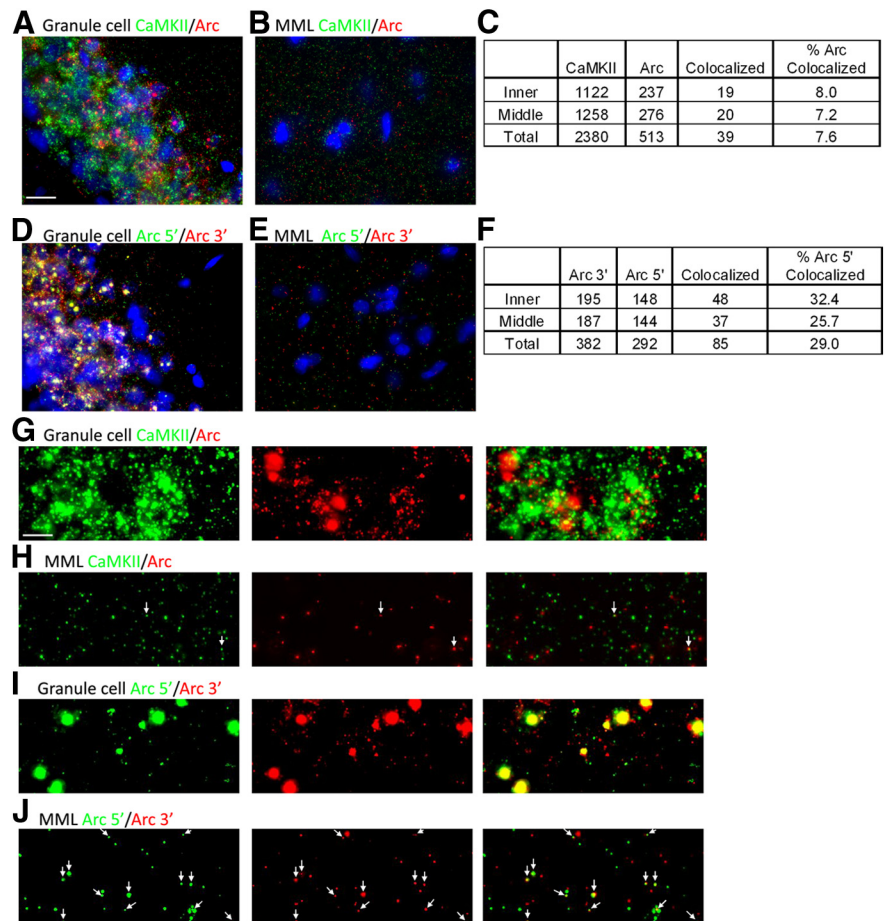 A Granule cell CaMKII/Arc
B MML CaMKII/Arc
C
CaMKII Arc Colocalized % Arc Colocalized
Inner 1122 237 19 8.0
Middle 1258 276 20 7.2
Total 2380 513 39 7.6
D Granule cell Arc 5'/Arc 3'
E MML Arc 5'/Arc 3'
F
Arc 3' Arc 5' Colocalized % Arc 5' Colocalized
Inner 195 148 48 32.4
Middle 187 144 37 25.7
Total 382 292 85 29.0
G Granule cell CaMKII/Arc
H MML CaMKII/Arc
I Granule cell Arc 5'/Arc 3'
J MML Arc 5'/Arc 3'